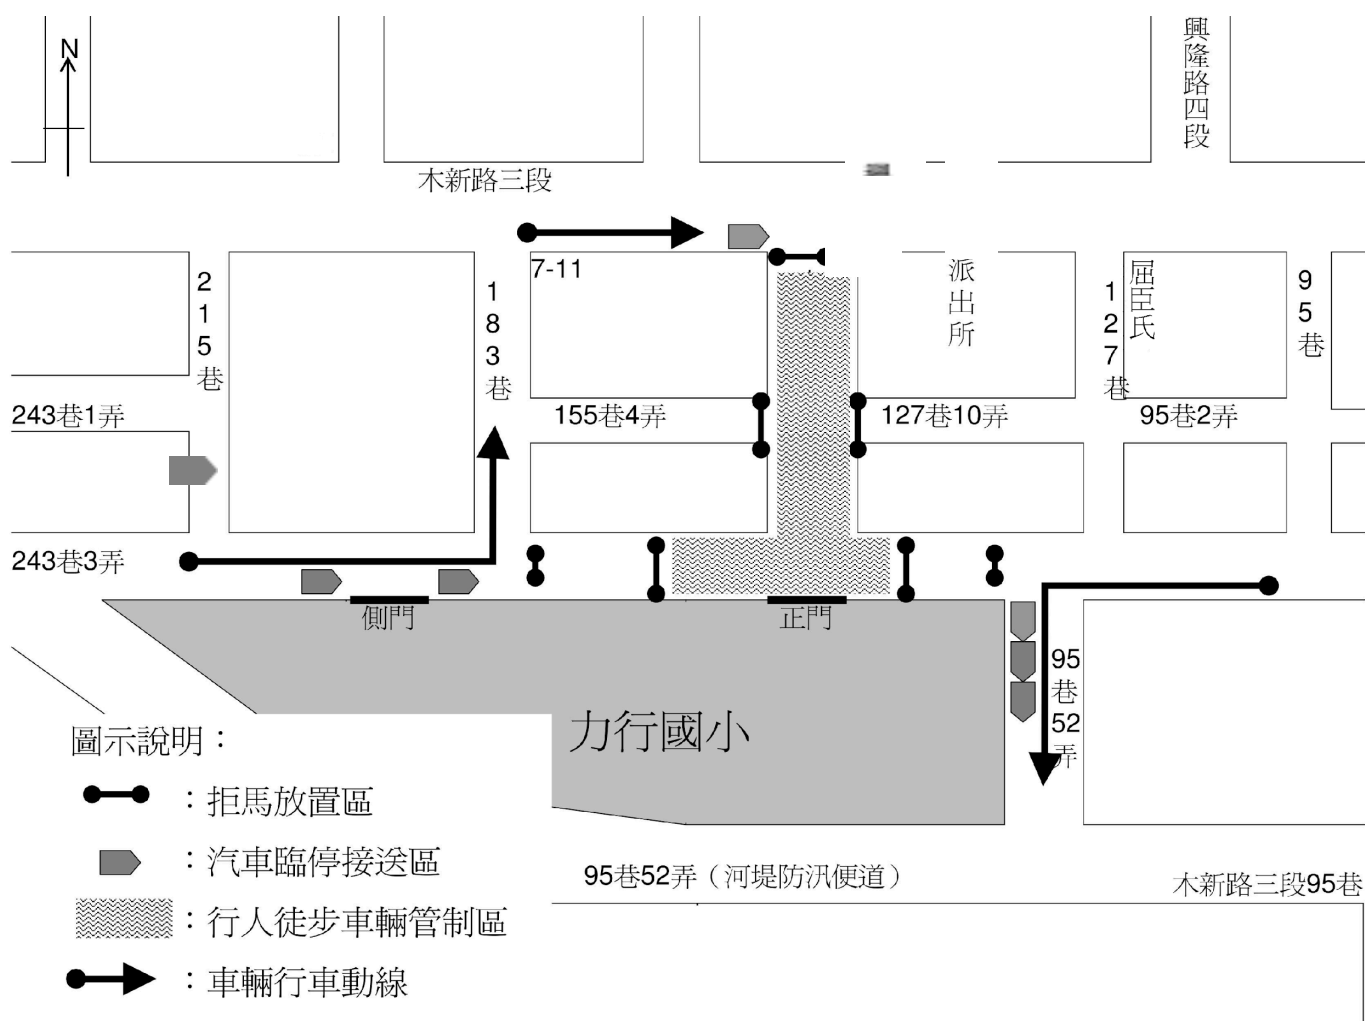 N
興隆路四段
木新路三段
7-11
派出所
屈臣氏
215巷
183巷
127巷
95巷
243巷1弄
155巷4弄
127巷10弄
95巷2弄
243巷3弄
側門
正門
95巷52弄
力行國小
圖示說明：
：拒馬放置區
：汽車臨停接送區
：行人徒步車輛管制區
：車輛行車動線
95巷52弄（河堤防汛便道）
木新路三段95巷